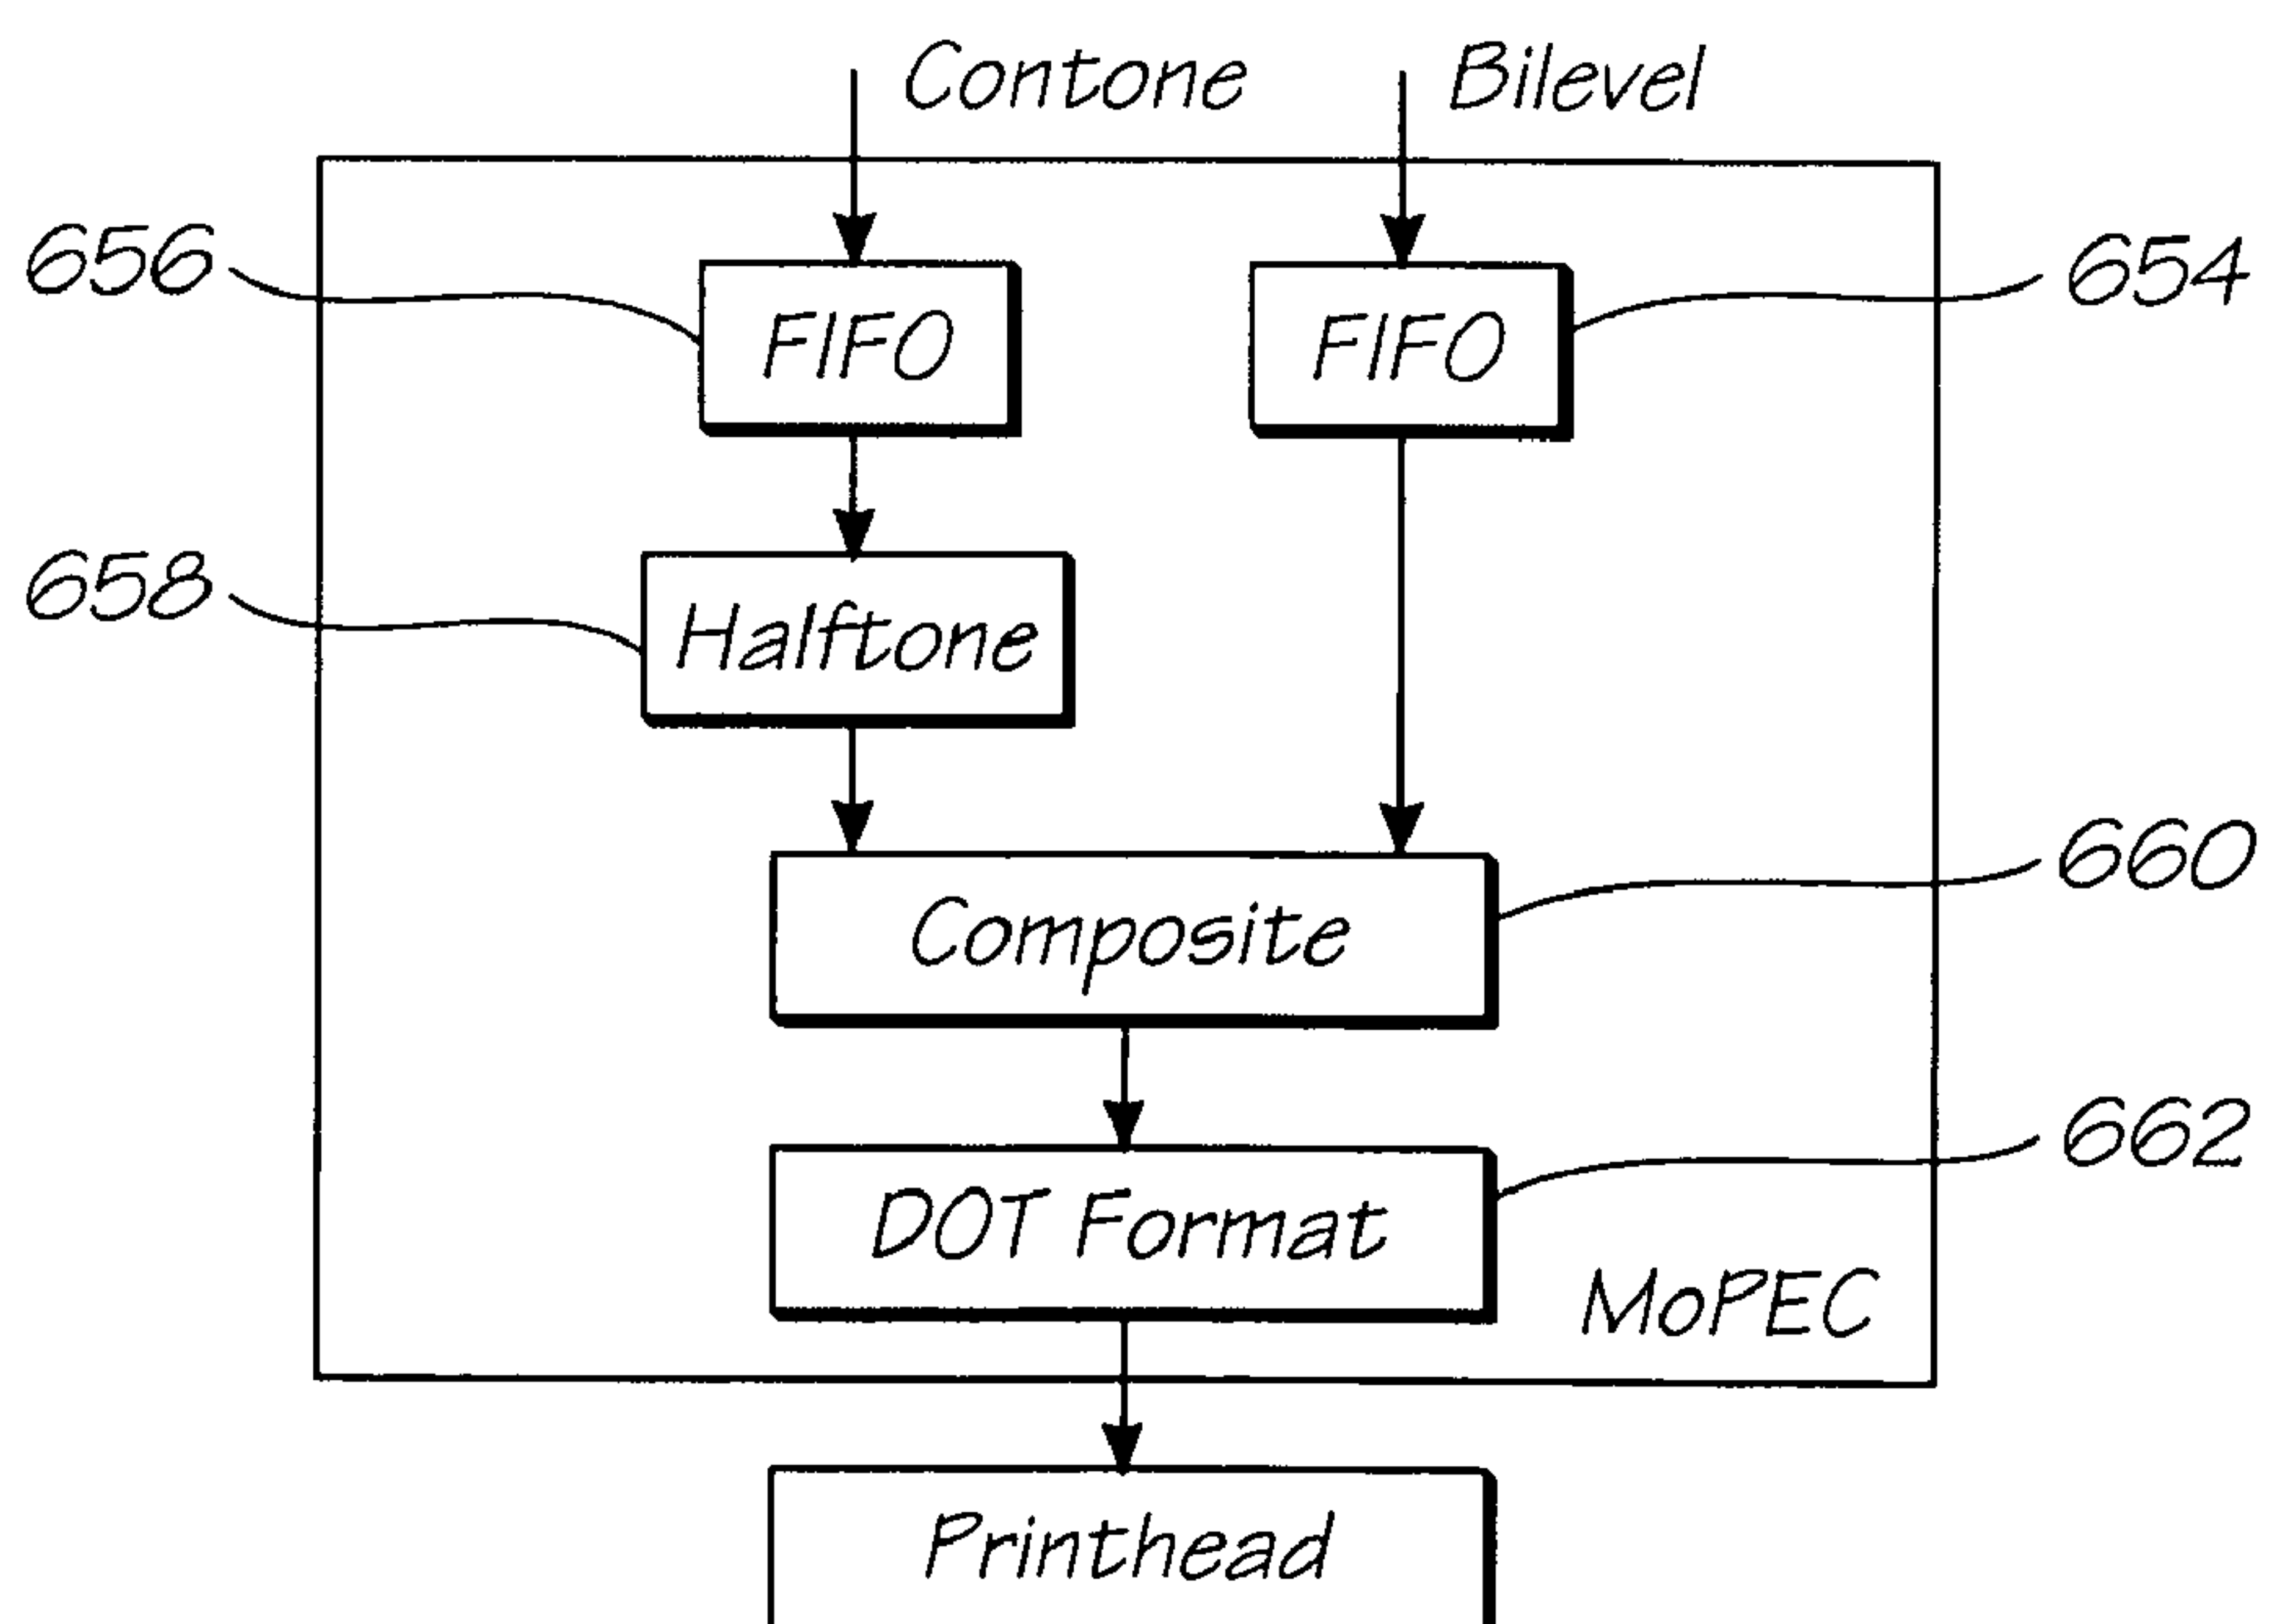 Contone
Bilevel
656
FIFO
FIFO
654
658
Halftone
660
Composite
662
DOT Format
MoPEC
Printhead